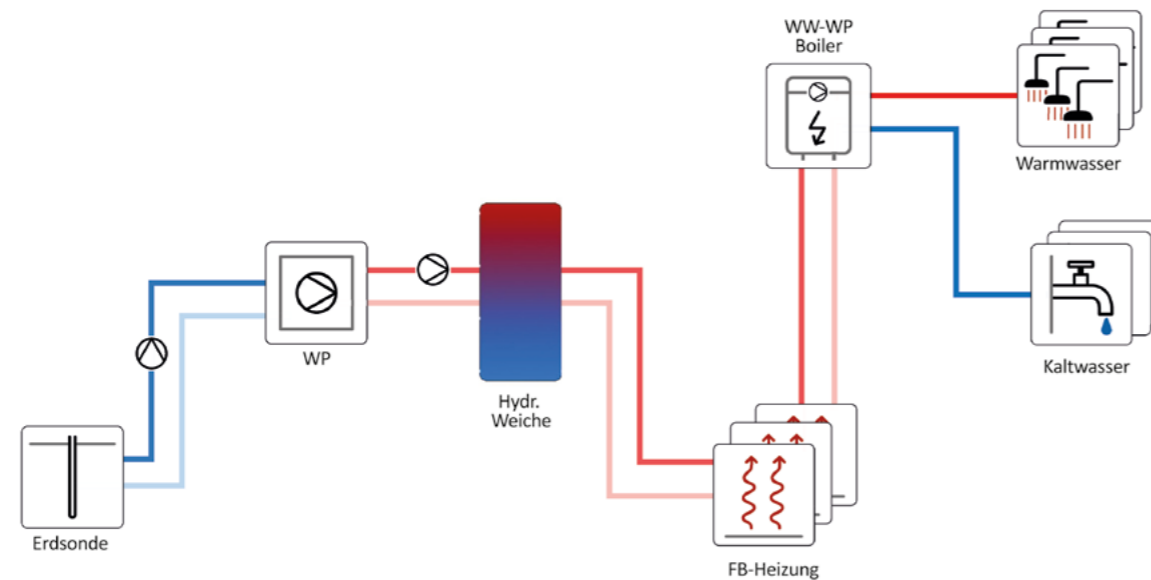 WW-WP
Boiler
Warmwasser
WP
Kaltwasser
Hydr.
Weiche
Erdsonde
FB-Heizung